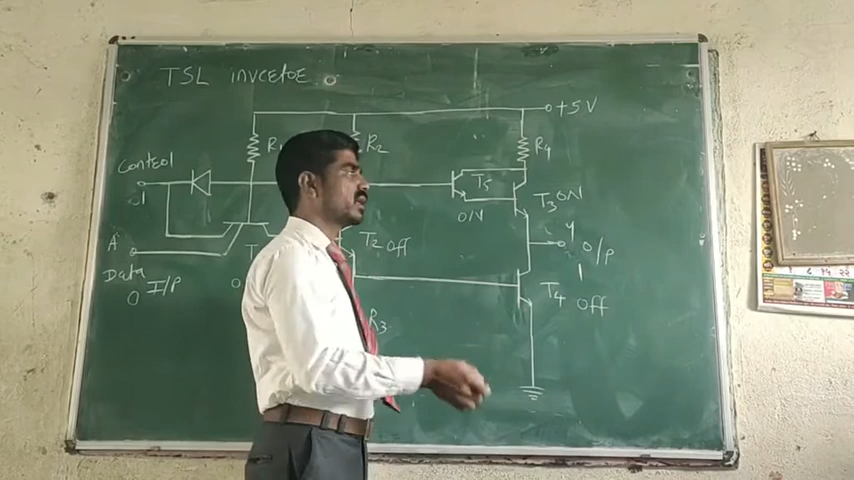 TSL invertor
+5V
R1
R2
R4
Control
1
T5
ON
T3 ON
A
Data
0 I/P
T2 off
Y O/P
1
T4 off
R3